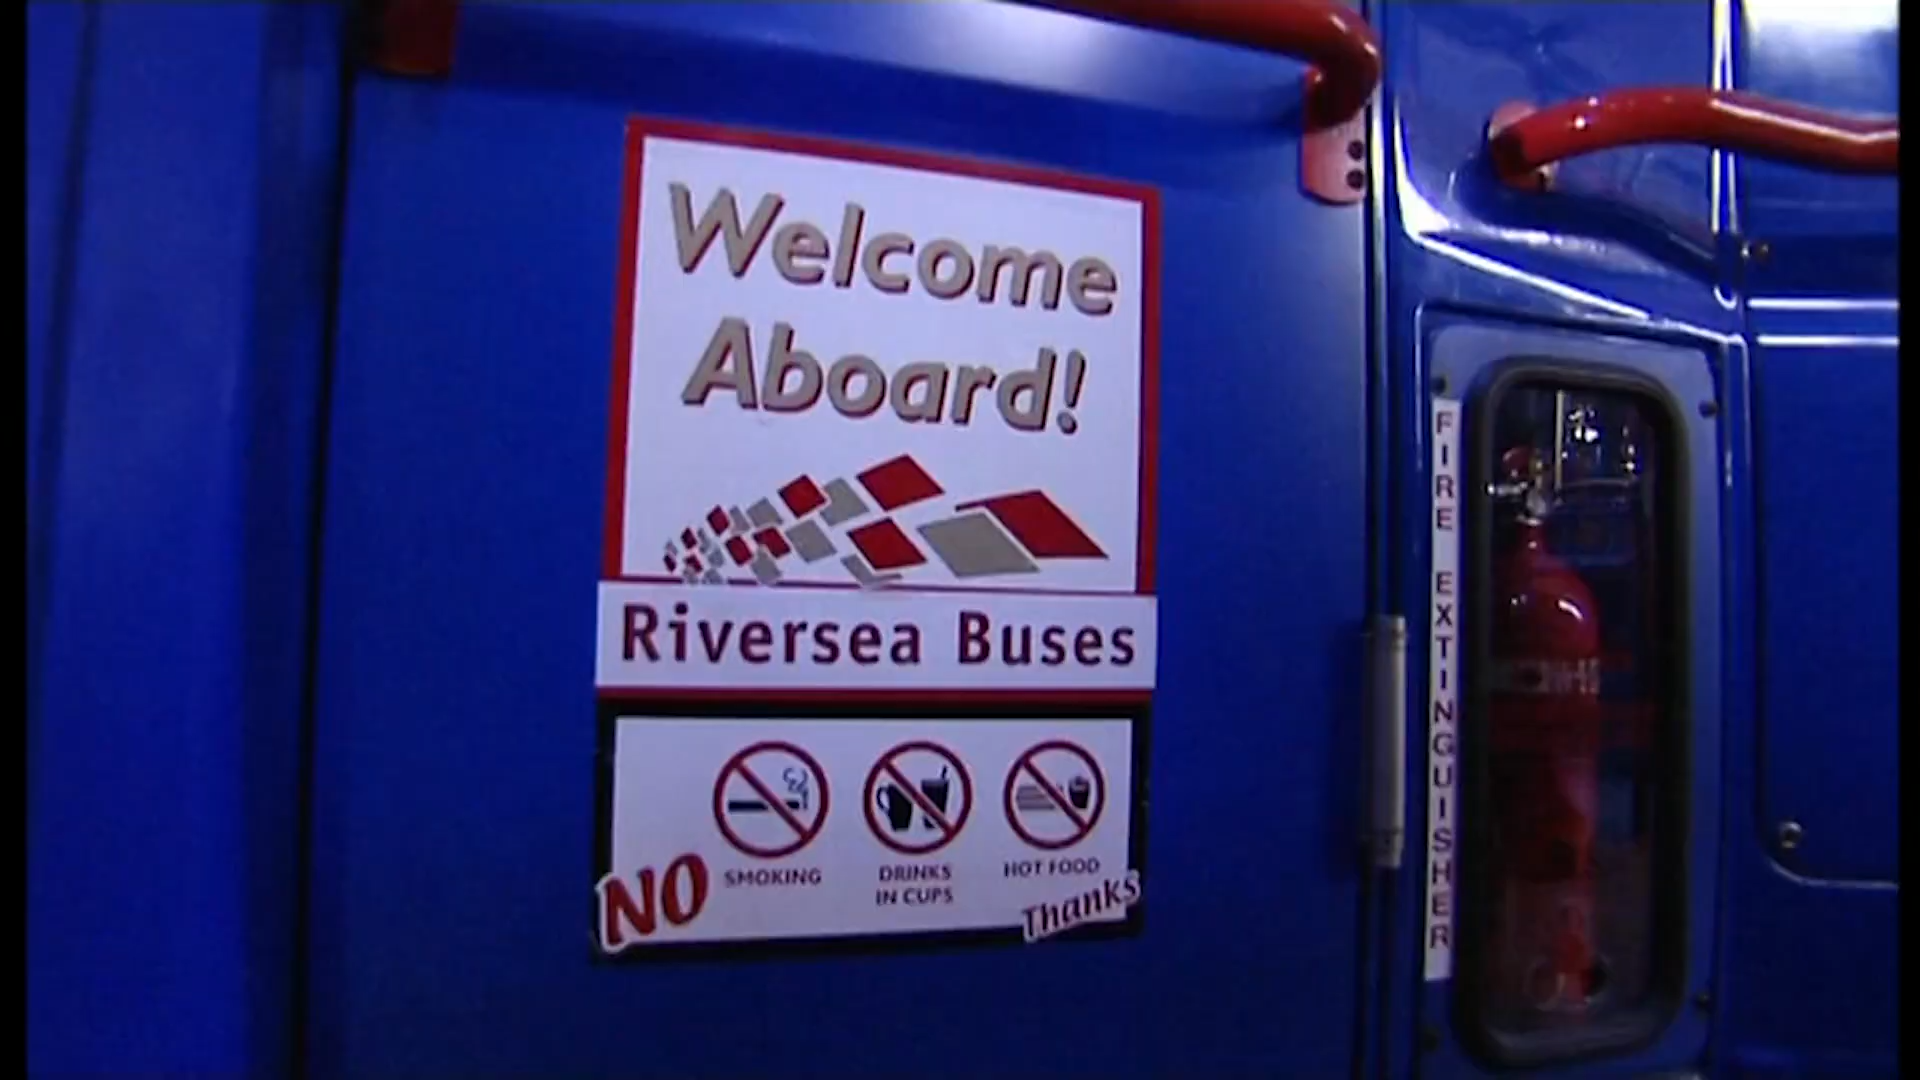 Welcome
Aboard!
Riversea Buses
NO
SMOKING
DRINKS
IN CUPS
HOT FOOD
Thanks
FIRE EXTINGUISHER